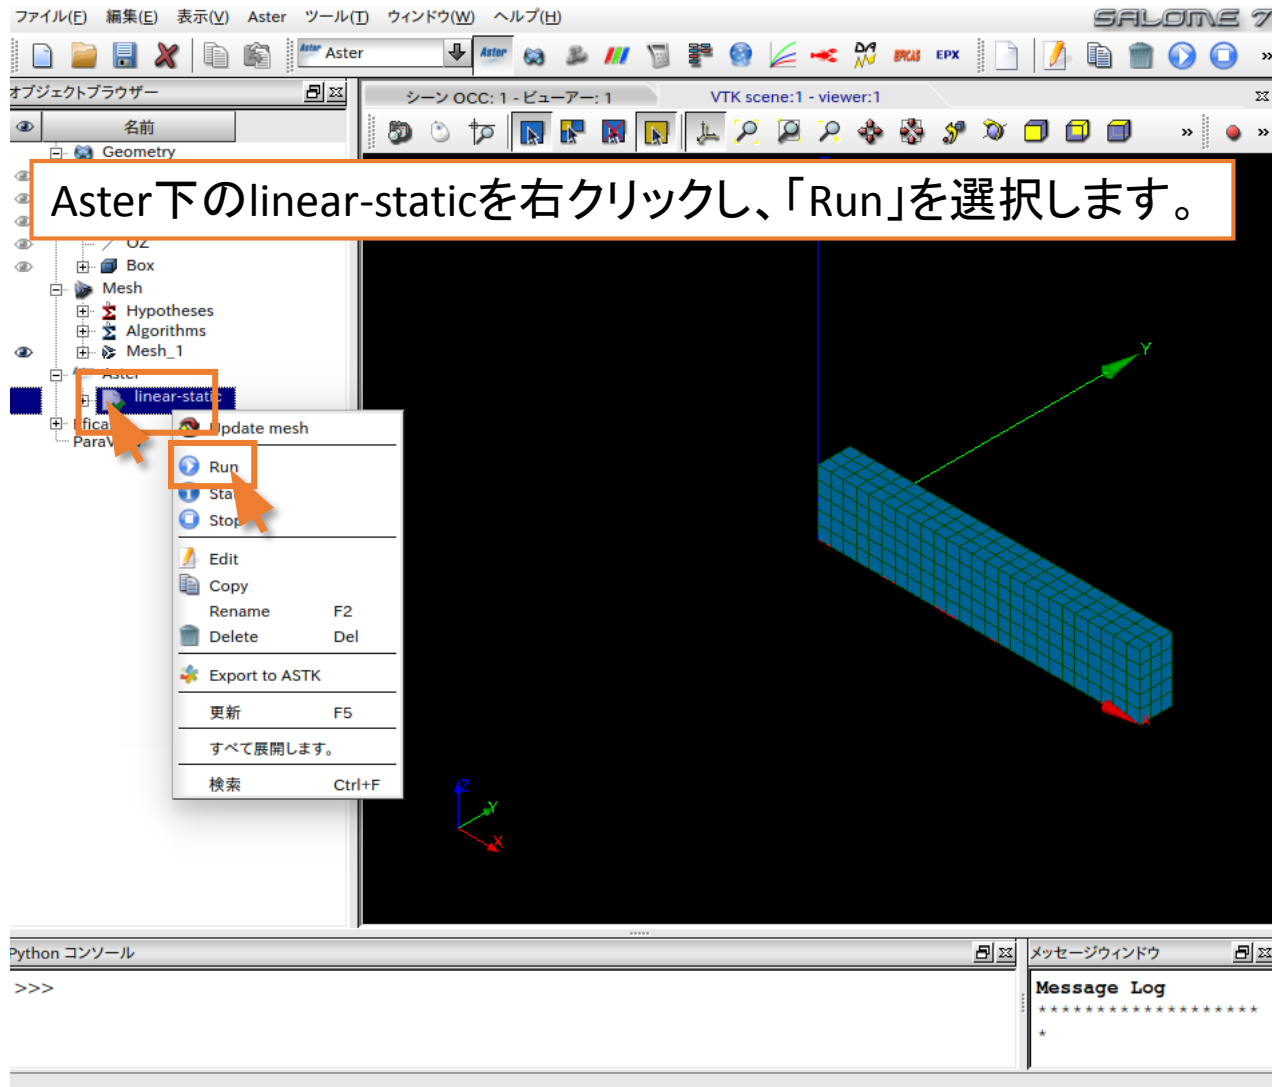 ファイル(F) 編集(E) 表示(V) Aster ツール(T) ウィンドウ(W) ヘルプ(H)
SALOME 7
Aster Aster Aster EFICAS EPX »
オブジェクトブラウザー
シーン OCC: 1 - ビューアー: 1 VTK scene:1 - viewer:1
名前
» »
Geometry
Aster下のlinear-staticを右クリックし、「Run」を選択します。
OZ
Box
Mesh
Hypotheses
Algorithms
Mesh_1
Aster
linear-static
Update mesh
Run
Stop
Edit
Copy
Rename F2
Delete Del
Export to ASTK
更新 F5
すべて展開します。
検索 Ctrl+F
Y
X
Z
Y
X
Python コンソール
>>>
メッセージウィンドウ
Message Log
*******************
*